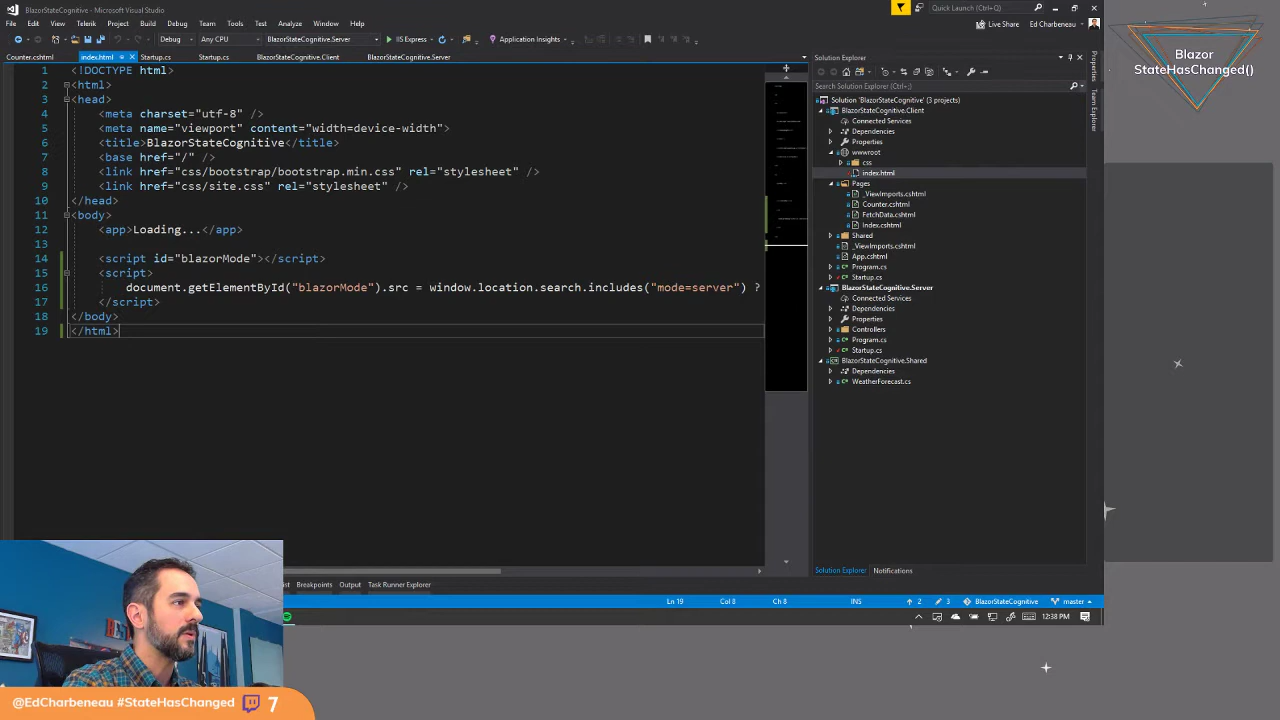 BlazorStateCognitive - Microsoft Visual Studio
Quick Launch (Ctrl+Q)
File Edit View Telerik Project Build Debug Team Tools Test Analyze Window Help
Live Share
Ed Charbeneau
Debug
Any CPU
BlazorStateCognitive.Server
IIS Express
Application Insights
Counter.cshtml
index.html
Startup.cs
Startup.cs
BlazorStateCognitive.Client
BlazorStateCognitive.Server
1 <!DOCTYPE html>
2 <html>
3 <head>
4 <meta charset="utf-8" />
5 <meta name="viewport" content="width=device-width">
6 <title>BlazorStateCognitive</title>
7 <base href="/" />
8 <link href="css/bootstrap/bootstrap.min.css" rel="stylesheet" />
9 <link href="css/site.css" rel="stylesheet" />
10 </head>
11 <body>
12 <app>Loading...</app>
13
14 <script id="blazorMode"></script>
15 <script>
16 document.getElementById("blazorMode").src = window.location.search.includes("mode=server") ?
17 </script>
18 </body>
19 </html>
Solution Explorer
Search Solution Explorer (Ctrl+;)
Solution 'BlazorStateCognitive' (3 projects)
BlazorStateCognitive.Client
Connected Services
Dependencies
Properties
wwwroot
css
index.html
Pages
_ViewImports.cshtml
Counter.cshtml
FetchData.cshtml
Index.cshtml
Shared
_ViewImports.cshtml
App.cshtml
Program.cs
Startup.cs
BlazorStateCognitive.Server
Connected Services
Dependencies
Properties
Controllers
Program.cs
Startup.cs
BlazorStateCognitive.Shared
Dependencies
WeatherForecast.cs
Solution Explorer
Notifications
Properties
Team Explorer
Blazor
StateHasChanged()
Breakpoints
Output
Task Runner Explorer
Ln 19
Col 8
Ch 8
INS
2
3
BlazorStateCognitive
master
12:38 PM
@EdCharbeneau #StateHasChanged
7